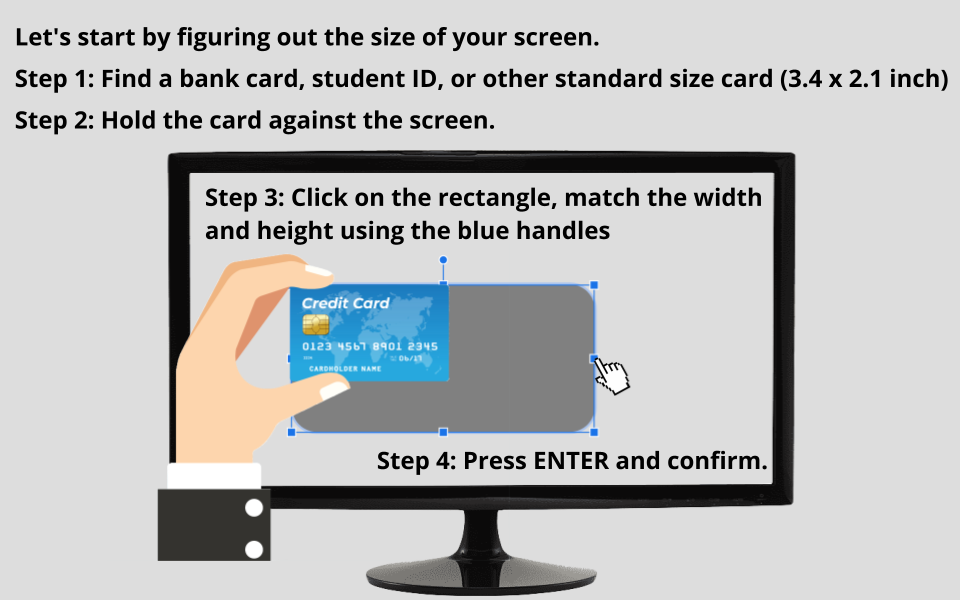 Let's start by figuring out the size of your screen.
Step 1: Find a bank card, student ID, or other standard size card (3.4 x 2.1 inch)
Step 2: Hold the card against the screen.
Step 3: Click on the rectangle, match the width
and height using the blue handles
Credit Card
0123 4567 8901 2345
06/17
CARDHOLDER NAME
Step 4: Press ENTER and confirm.